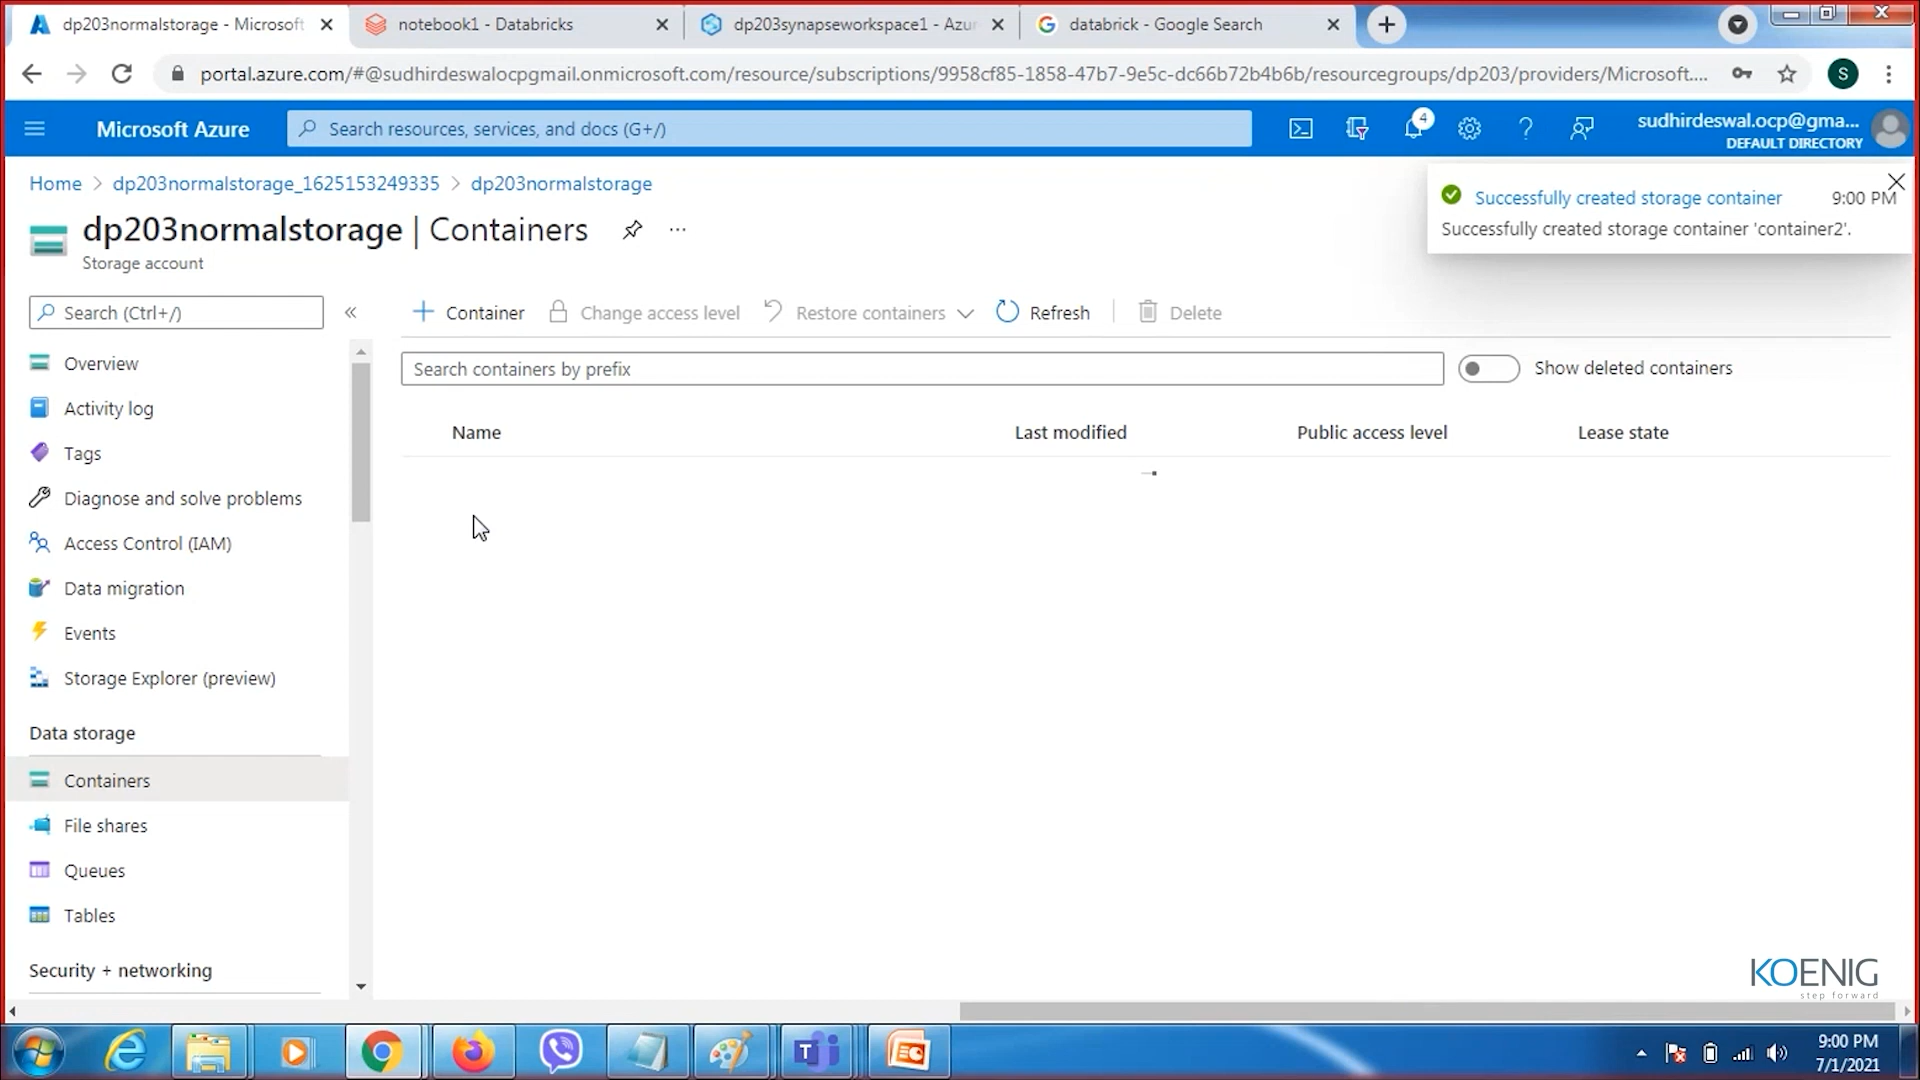 dp203normalstorage - Microsoft
notebook1 - Databricks
dp203synapseworkspace1 - Azur
databrick - Google Search
portal.azure.com/#@sudhirdeswalocpgmail.onmicrosoft.com/resource/subscriptions/9958cf85-1858-47b7-9e5c-dc66b72b4b6b/resourcegroups/dp203/providers/Microsoft....
S
Microsoft Azure
Search resources, services, and docs (G+/)
4
sudhirdeswal.ocp@gma...
DEFAULT DIRECTORY
Home > dp203normalstorage_1625153249335 > dp203normalstorage
Successfully created storage container 9:00 PM
Successfully created storage container 'container2'.
dp203normalstorage | Containers
Storage account
Search (Ctrl+/)
Container
Change access level
Restore containers
Refresh
Delete
Search containers by prefix
Show deleted containers
Name
Last modified
Public access level
Lease state
Overview
Activity log
Tags
Diagnose and solve problems
Access Control (IAM)
Data migration
Events
Storage Explorer (preview)
Data storage
Containers
File shares
Queues
Tables
Security + networking
KOENIG
step forward
9:00 PM
7/1/2021